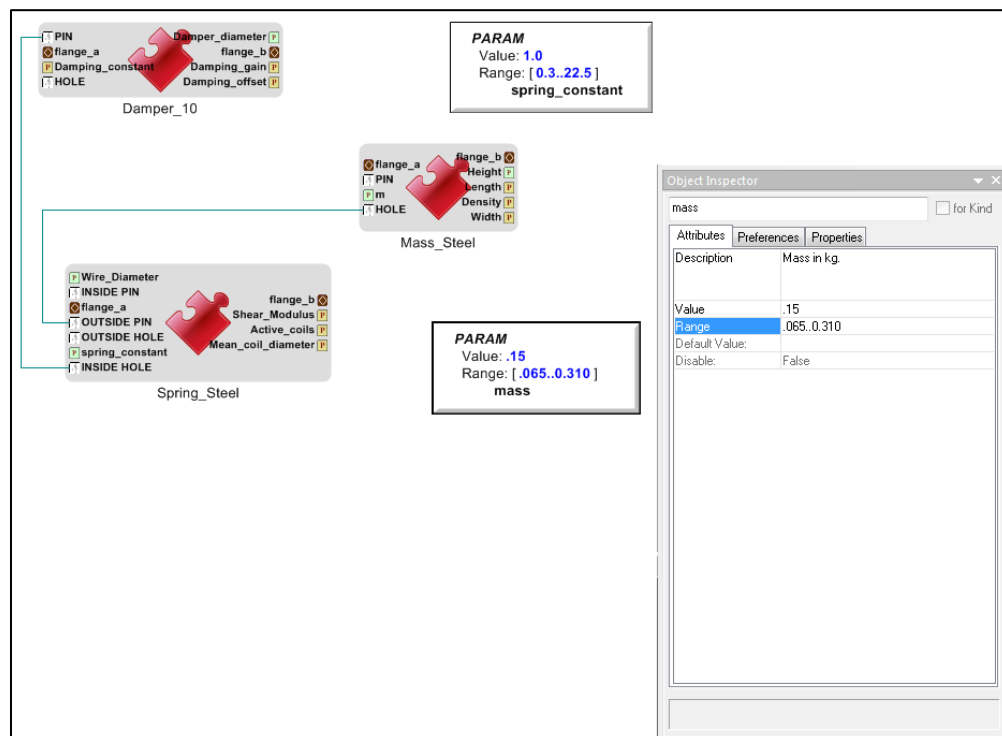 PIN
Damper_diameter P
flange_a
flange_b
P Damping_constant
Damping_gain P
HOLE
Damping_offset P
Damper_10
PARAM
Value: 1.0
Range: [ 0.3..22.5 ]
spring_constant
flange_a
flange_b
PIN
Height P
P m
Length P
HOLE
Density P
Width P
Mass_Steel
P Wire_Diameter
INSIDE PIN
flange_a
flange_b
OUTSIDE PIN
Shear_Modulus P
OUTSIDE HOLE
Active_coils P
P spring_constant
Mean_coil_diameter P
INSIDE HOLE
Spring_Steel
PARAM
Value: .15
Range: [ .065..0.310 ]
mass
Object Inspector
mass
for Kind
Attributes Preferences Properties
Description Mass in kg.
Value .15
Range .065..0.310
Default Value:
Disable: False